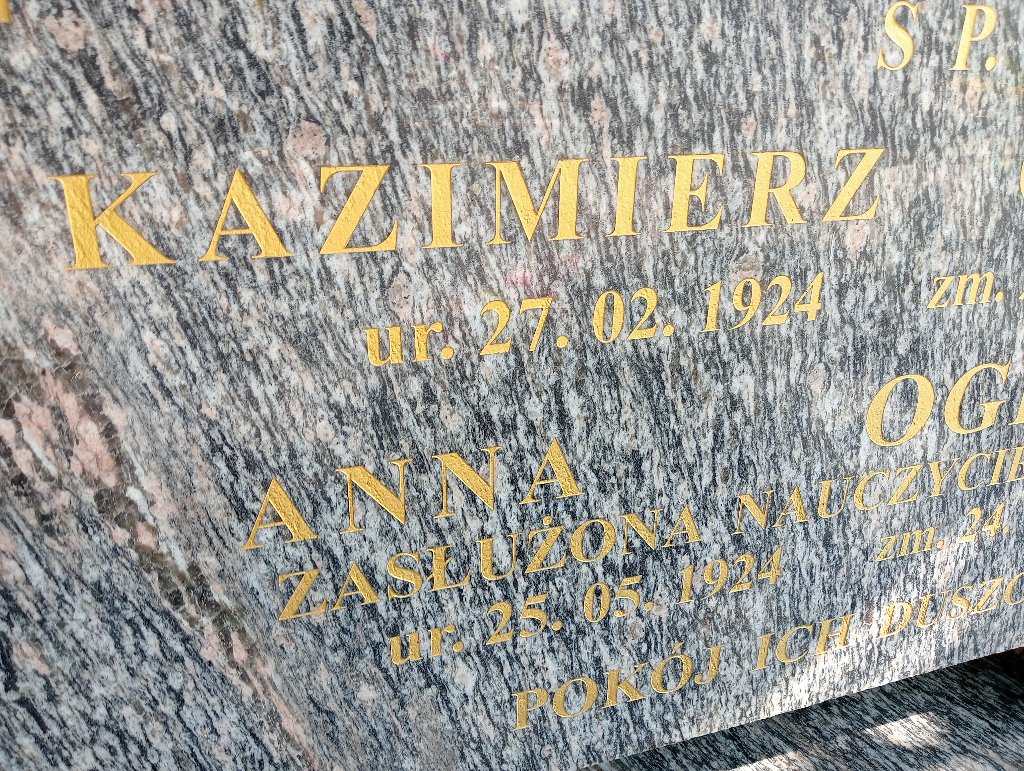 S P.
KAZIMIERZ
ur. 27. 02. 1924 zm.
ANNA OG
ZASŁUŻONA NAUCZYCIE
ur. 25. 05. 1924 zm. 24.
POKÓJ ICH DUSZO